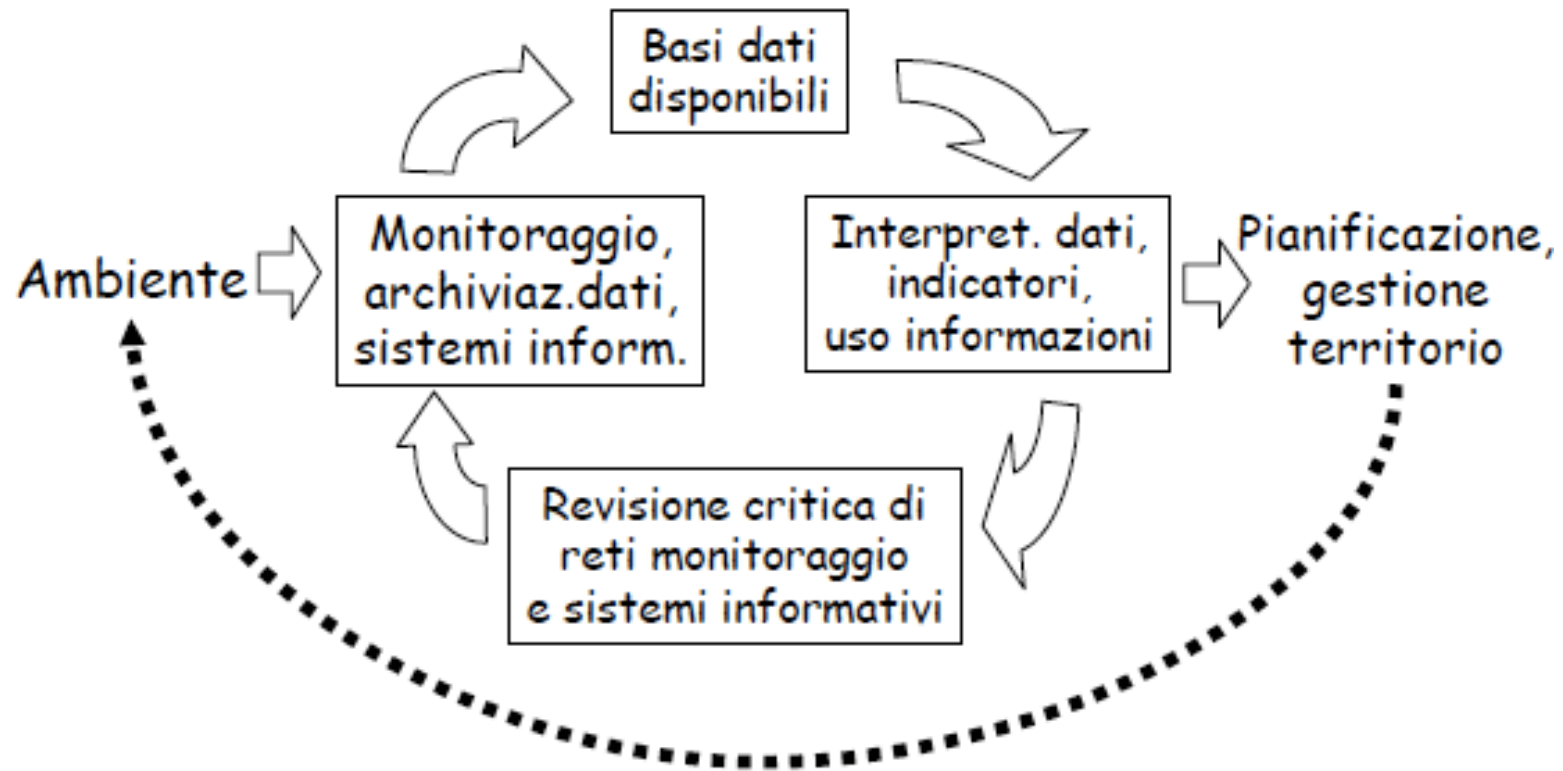 Basi dati
disponibili
Ambiente
Monitoraggio,
archiviaz.dati,
sistemi inform.
Interpret. dati,
indicatori,
uso informazioni
Pianificazione,
gestione
territorio
Revisione critica di
reti monitoraggio
e sistemi informativi